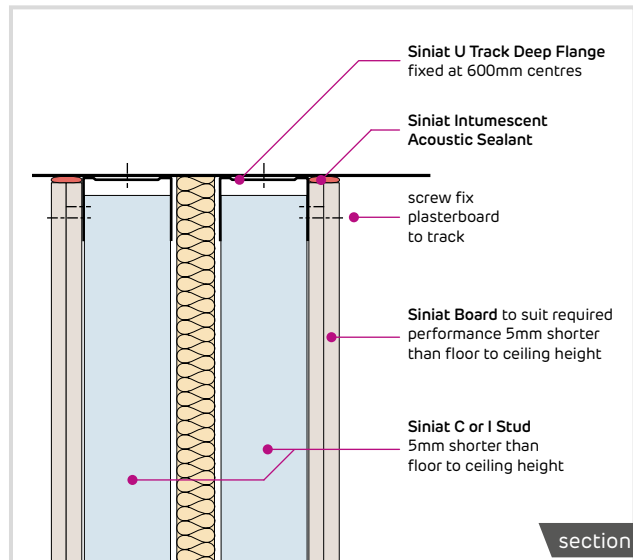 Siniat U Track Deep Flange
fixed at 600mm centres
Siniat Intumescent
Acoustic Sealant
screw fix
plasterboard
to track
Siniat Board to suit required
performance 5mm shorter
than floor to ceiling height
Siniat C or I Stud
5mm shorter than
floor to ceiling height
section